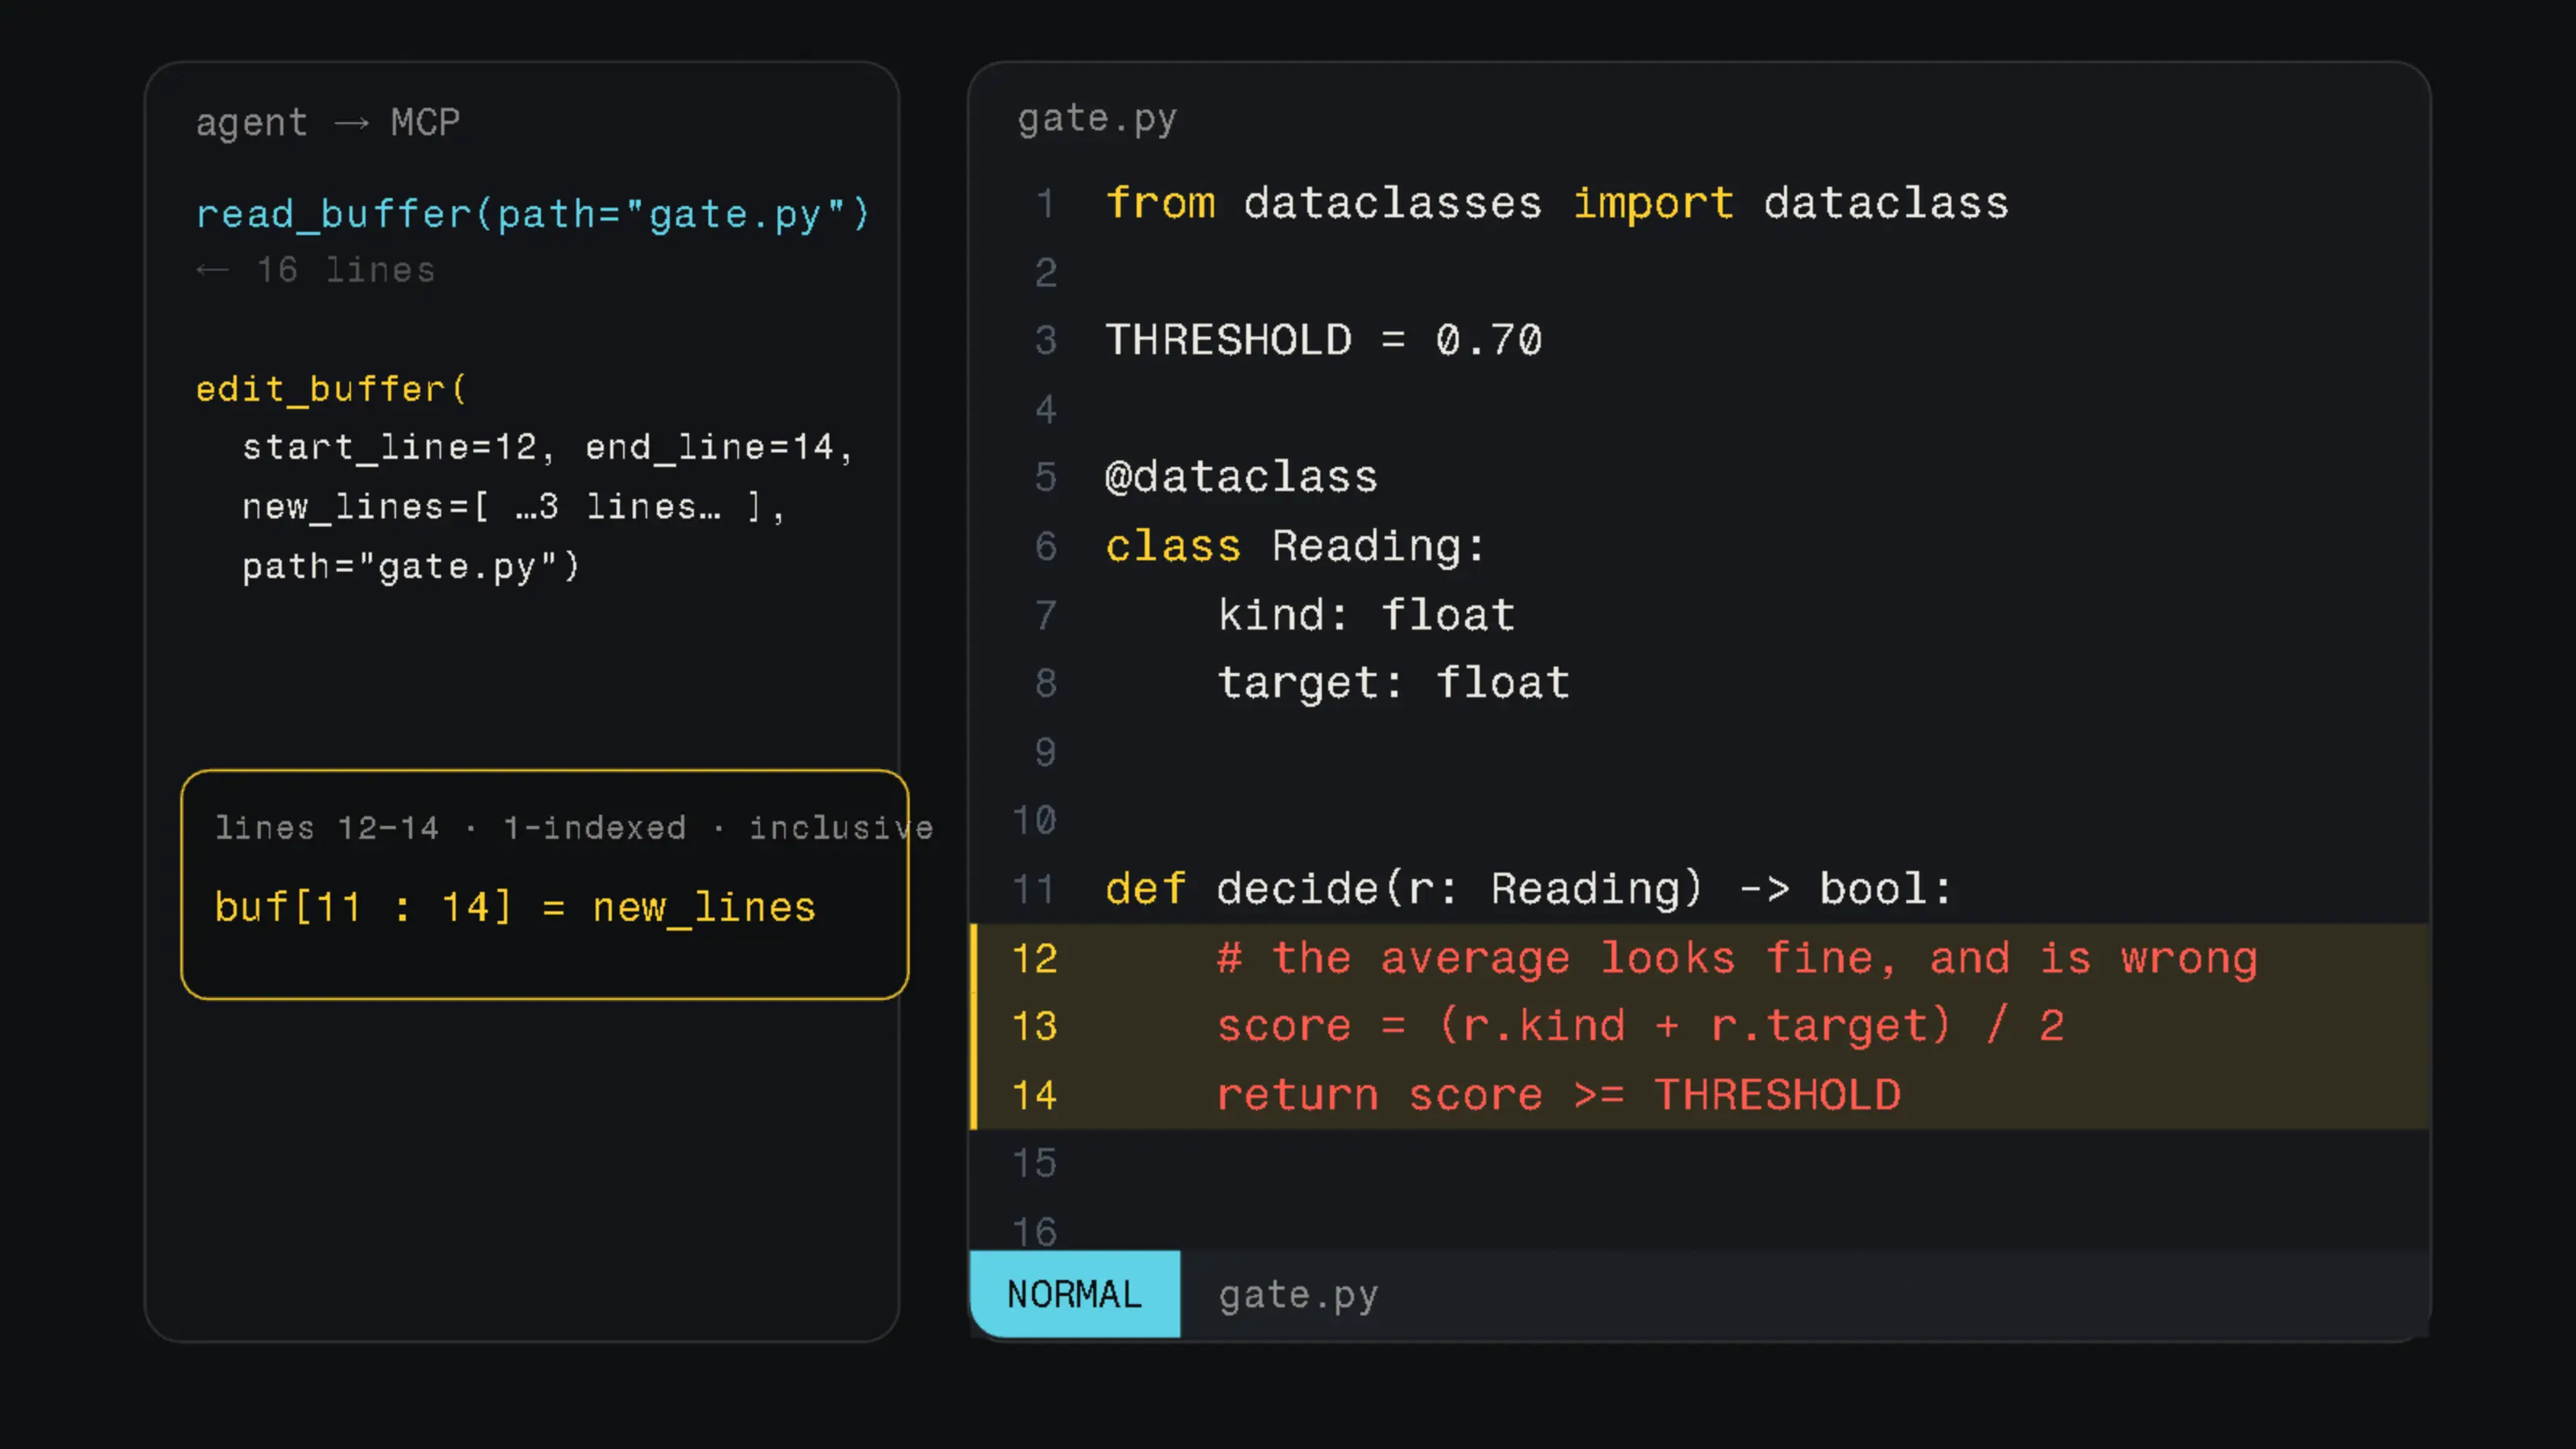 agent → MCP
read_buffer(path="gate.py")
← 16 lines
edit_buffer(
  start_line=12, end_line=14,
  new_lines=[ …3 lines… ],
  path="gate.py")
lines 12–14 · 1-indexed · inclusive
buf[11 : 14] = new_lines
gate.py
1 from dataclasses import dataclass
2
3 THRESHOLD = 0.70
4
5 @dataclass
6 class Reading:
7     kind: float
8     target: float
9
10
11 def decide(r: Reading) -> bool:
12     # the average looks fine, and is wrong
13     score = (r.kind + r.target) / 2
14     return score >= THRESHOLD
15
16
NORMAL gate.py